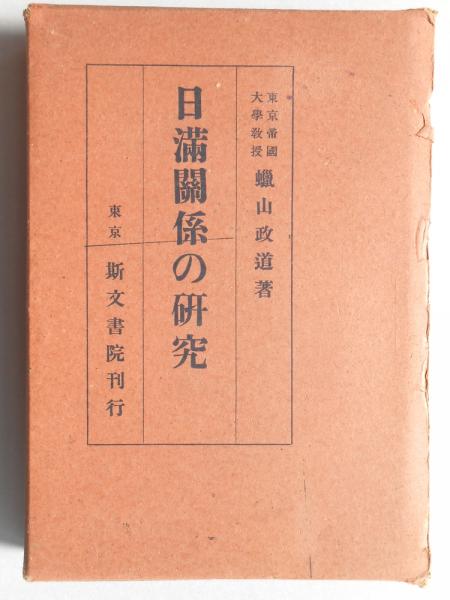 東京帝國
大學教授
蠟山政道著
日滿關係の研究
東京
斯文書院刊行